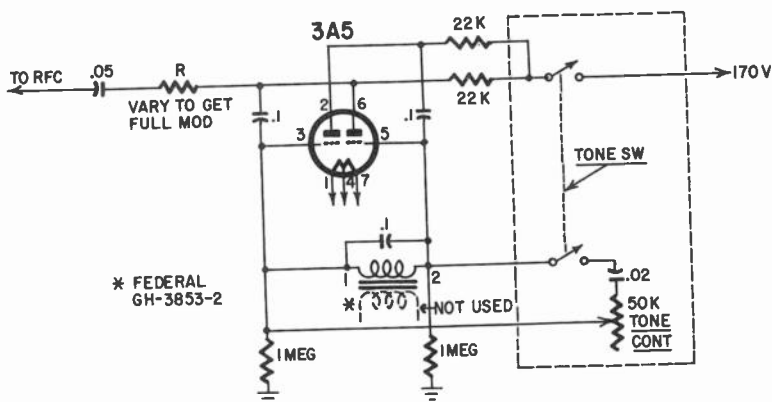 3A5
22K
TO RFC
.05
R
170V
VARY TO GET
FULL MOD
2
6
22K
.1
.1
3
5
1
4
7
TONE SW
.1
1
2
* FEDERAL
GH-3853-2
*
NOT USED
.02
50K
TONE
CONT
1MEG
1MEG